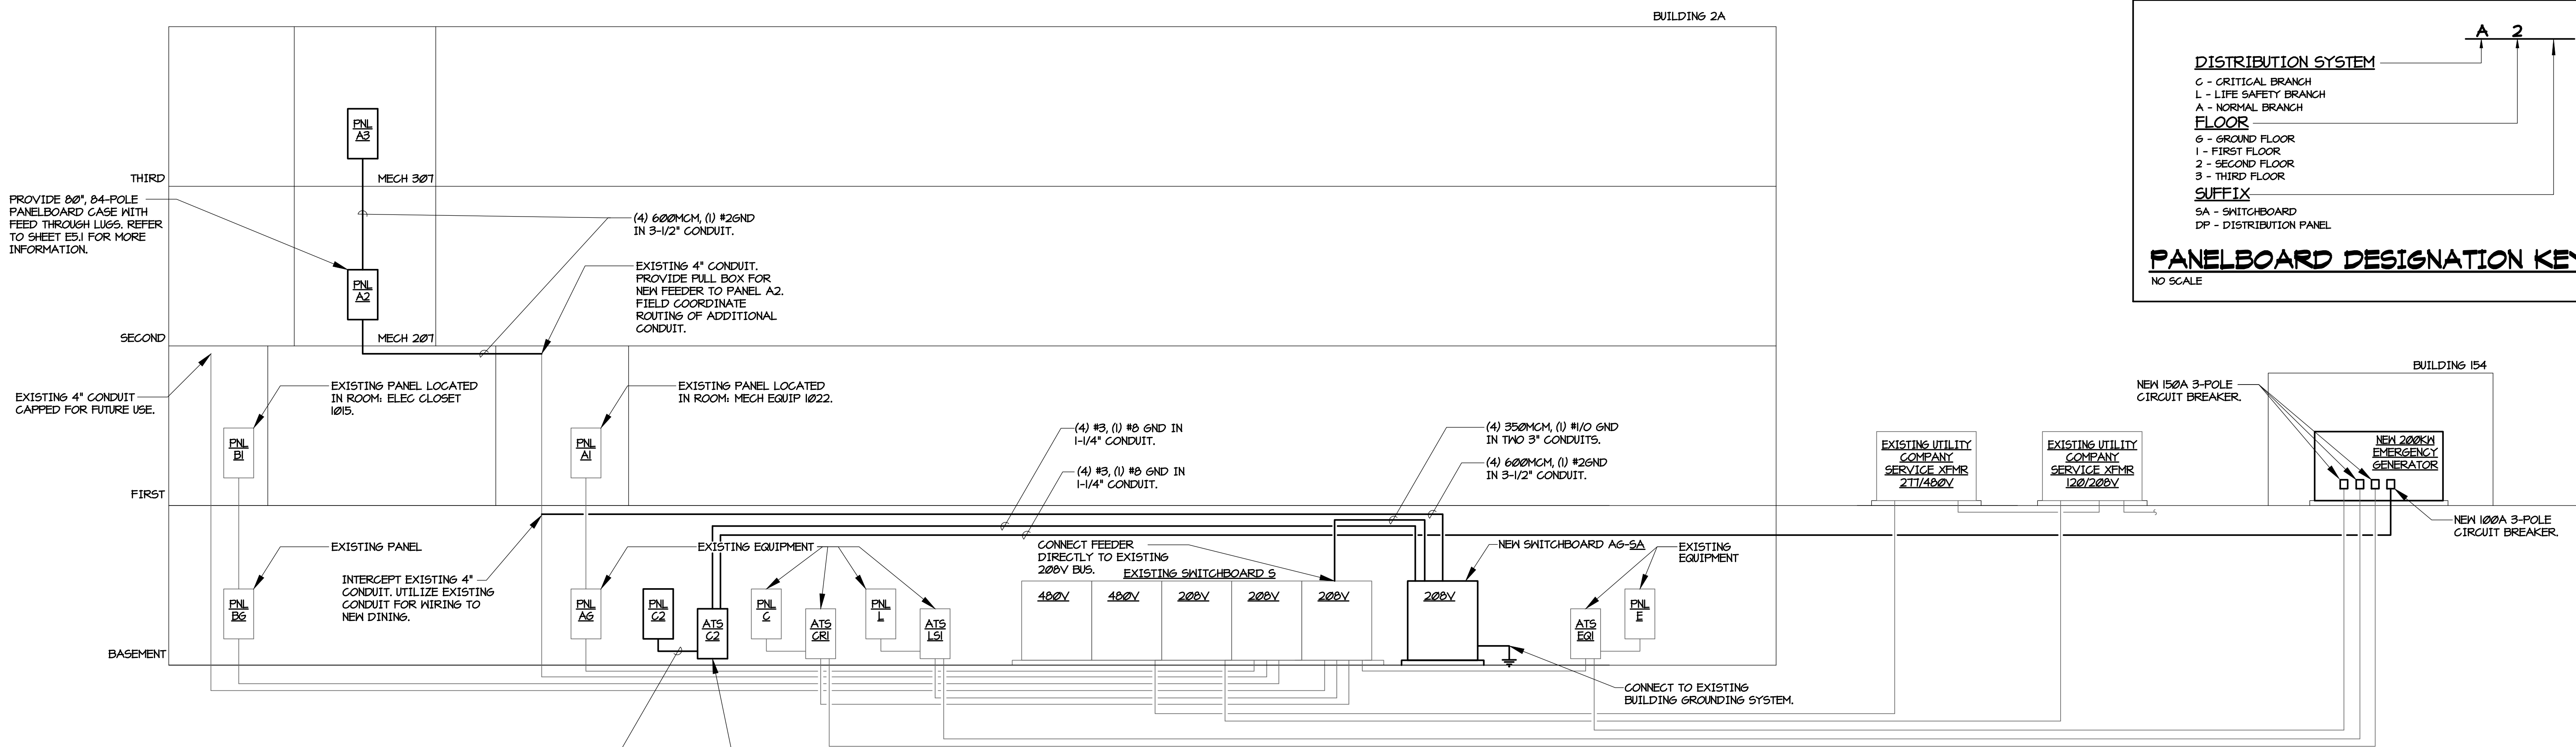 BUILDING 2A
PNL
A3
THIRD
MECH 307
PROVIDE 80", 84-POLE
PANELBOARD CASE WITH
FEED THROUGH LUGS. REFER
TO SHEET E5.1 FOR MORE
INFORMATION.
(4) 600MCM, (1) #2GND
IN 3-1/2" CONDUIT.
EXISTING 4" CONDUIT.
PROVIDE PULL BOX FOR
NEW FEEDER TO PANEL A2.
FIELD COORDINATE
ROUTING OF ADDITIONAL
CONDUIT.
PNL
A2
SECOND
MECH 207
EXISTING 4" CONDUIT
CAPPED FOR FUTURE USE.
EXISTING PANEL LOCATED
IN ROOM: ELEC CLOSET
1015.
EXISTING PANEL LOCATED
IN ROOM: MECH EQUIP 1022.
PNL
B1
PNL
A1
(4) #3, (1) #8 GND IN
1-1/4" CONDUIT.
(4) #3, (1) #8 GND IN
1-1/4" CONDUIT.
(4) 350MCM, (1) #1/0 GND
IN TWO 3" CONDUITS.
(4) 600MCM, (1) #2GND
IN 3-1/2" CONDUIT.
FIRST
EXISTING PANEL
INTERCEPT EXISTING 4"
CONDUIT. UTILIZE EXISTING
CONDUIT FOR WIRING TO
NEW DINING.
EXISTING EQUIPMENT
CONNECT FEEDER
DIRECTLY TO EXISTING
208V BUS.
EXISTING SWITCHBOARD S
NEW SWITCHBOARD AG-SA
EXISTING
EQUIPMENT
PNL
BG
PNL
AG
PNL
C2
ATS
C2
PNL
C
ATS
CR1
PNL
L
ATS
LS1
480V
480V
208V
208V
208V
208V
ATS
EQ1
PNL
E
BASEMENT
CONNECT TO EXISTING
BUILDING GROUNDING SYSTEM.
EXISTING UTILITY
COMPANY
SERVICE XFMR
277/480V
EXISTING UTILITY
COMPANY
SERVICE XFMR
120/208V
BUILDING 154
NEW 150A 3-POLE
CIRCUIT BREAKER.
NEW 200KW
EMERGENCY
GENERATOR
NEW 100A 3-POLE
CIRCUIT BREAKER.
A 2
DISTRIBUTION SYSTEM
C - CRITICAL BRANCH
L - LIFE SAFETY BRANCH
A - NORMAL BRANCH
FLOOR
G - GROUND FLOOR
1 - FIRST FLOOR
2 - SECOND FLOOR
3 - THIRD FLOOR
SUFFIX
SA - SWITCHBOARD
DP - DISTRIBUTION PANEL
PANELBOARD DESIGNATION KEY
NO SCALE